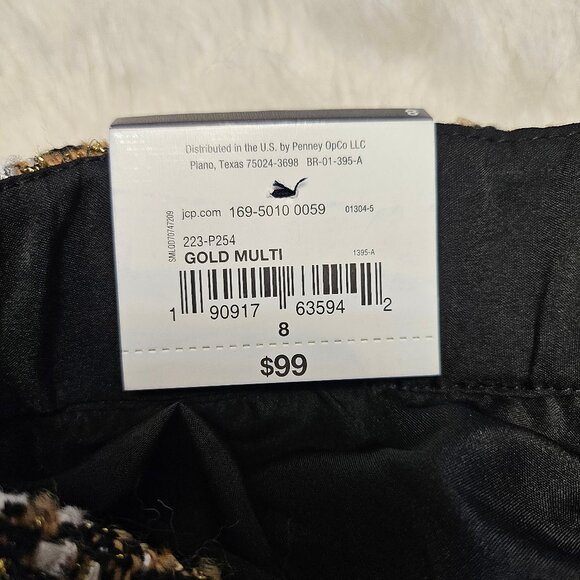 Distributed in the U.S. by Penney OpCo LLC
Plano, Texas 75024-3698 BR-01-395-A
jcp.com 169-5010 0059 01304-5
SML0D70747209
223-P254
GOLD MULTI 1395-A
1 90917 63594 2
8
$99